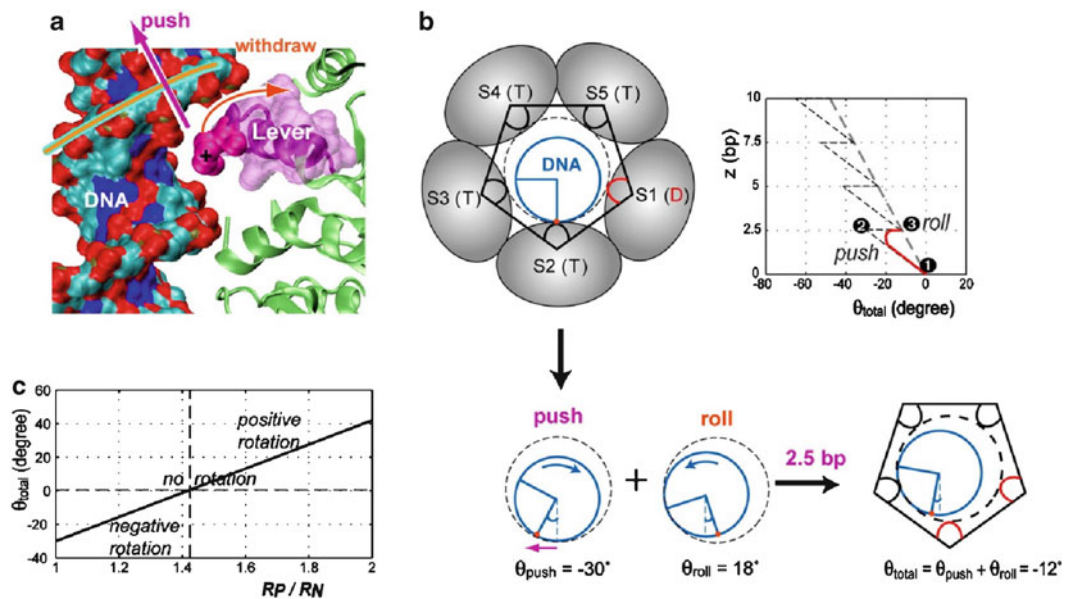 a
push
withdraw
Lever
+
DNA
b
S4 (T)
S5 (T)
DNA
S3 (T)
S1 (D)
S2 (T)
10
7.5
5
2.5
0
z (bp)
❷
❸ roll
push
❶
-80 -60 -40 -20 0 20
θtotal (degree)
c
60
40
20
0
-20
-40
θtotal (degree)
positive
rotation
no rotation
negative
rotation
1 1.2 1.4 1.6 1.8 2
RP / RN
push
+
roll
2.5 bp
θpush = -30°
θroll = 18°
θtotal = θpush + θroll = -12°